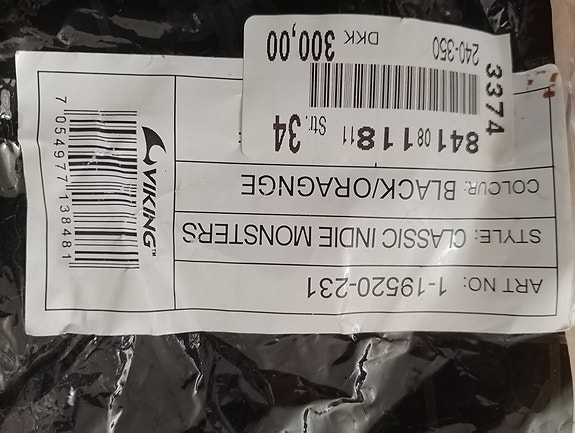 ART NO: 1-19520-231
STYLE: CLASSIC INDIE MONSTERS
COLOUR: BLACK/ORAGNGE
VIKING™
7 054977 138481
3374
841 08 118 11 Str. 34
240-350 DKK 300,00